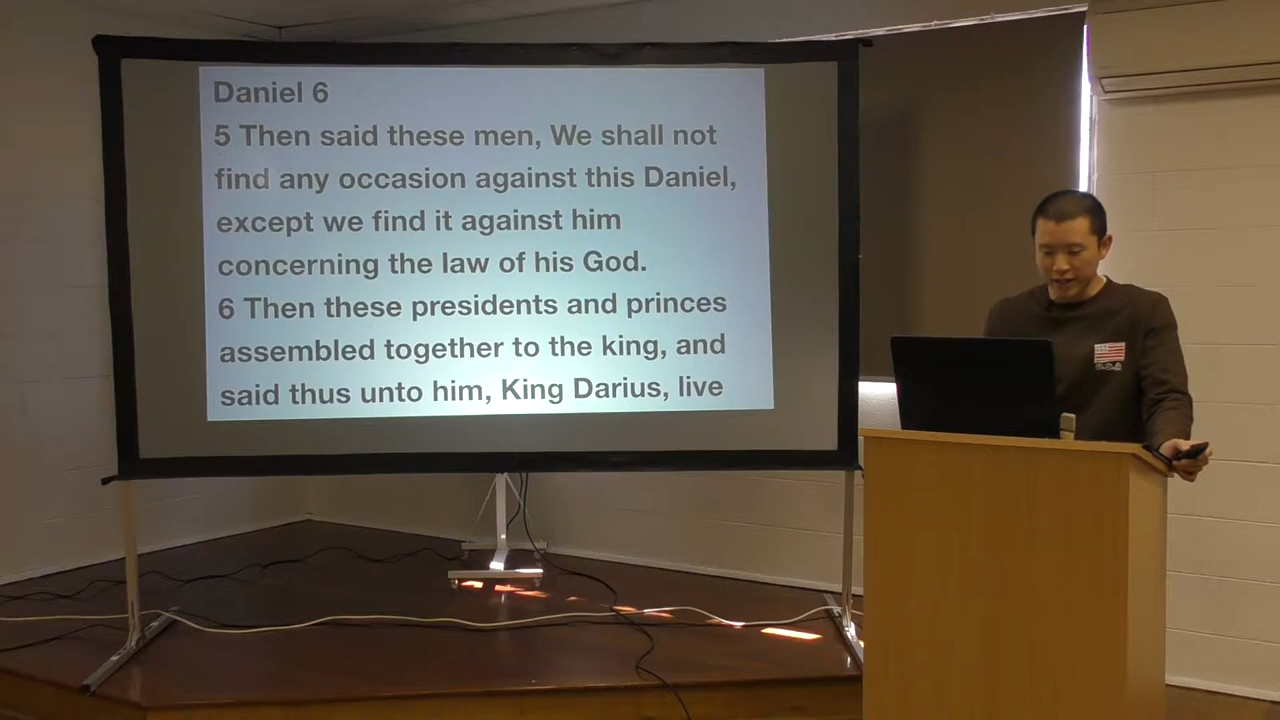 Daniel 6
5 Then said these men, We shall not
find any occasion against this Daniel,
except we find it against him
concerning the law of his God.
6 Then these presidents and princes
assembled together to the king, and
said thus unto him, King Darius, live